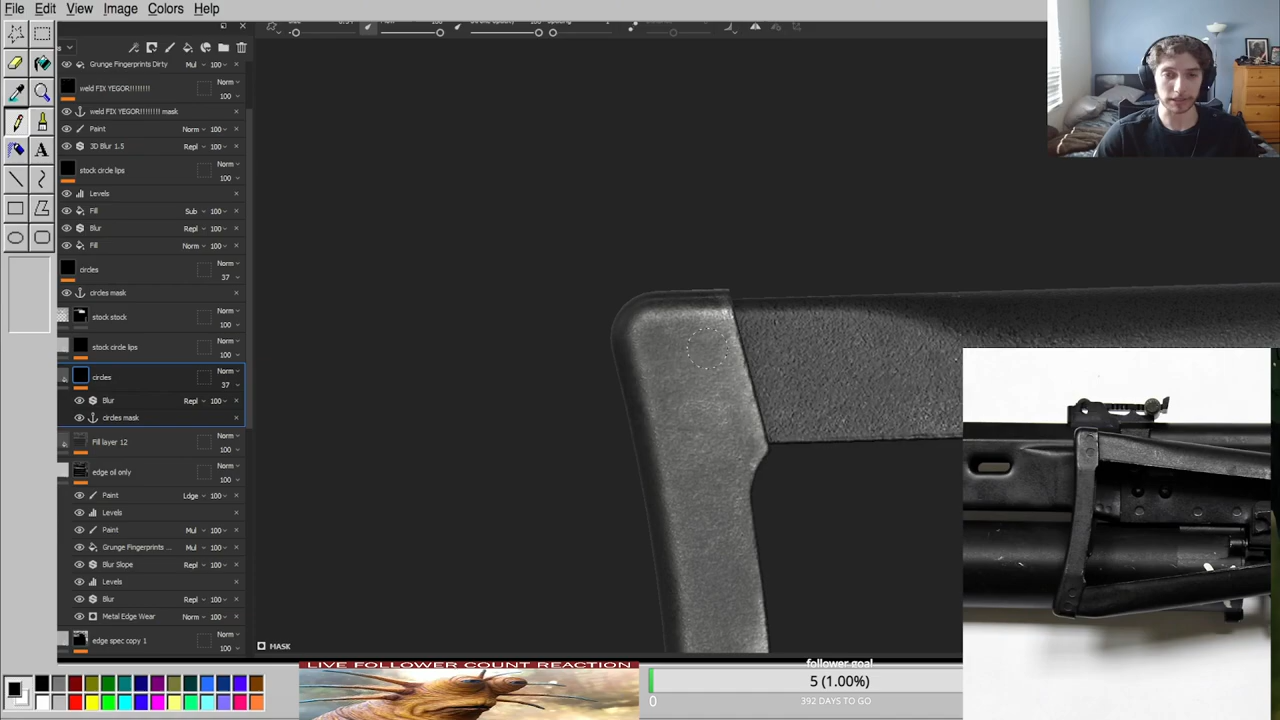 File Edit View Image Colors Help
Grunge Fingerprints Dirty Mul 100
weld FIX YEGOR!!!!!!!! Norm
100
weld FIX YEGOR!!!!!!!! mask
Paint Norm 100
3D Blur 1.5 Repl 100
stock circle lips Norm
100
Levels
Fill Sub 100
Blur Repl 100
Fill Norm 100
circles Norm
37
circles mask
stock stock Norm
100
stock circle lips Norm
100
circles Norm
37
Blur Repl 100
circles mask
Fill layer 12 Norm
100
edge oil only Norm
100
Paint Ldge 100
Levels
Paint Mul 100
Grunge Fingerprints ... Mul 100
Blur Slope Repl 100
Levels
Blur Repl 100
Metal Edge Wear Norm 100
edge spec copy 1 Norm
100
MASK
LIVE FOLLOWER COUNT REACTION
follower goal
5 (1.00%)
0
392 DAYS TO GO